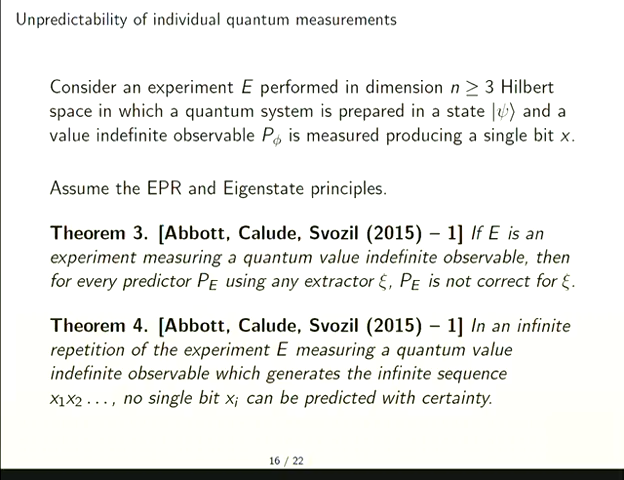 Unpredictability of individual quantum measurements
Consider an experiment E performed in dimension n ≥ 3 Hilbert
space in which a quantum system is prepared in a state |ψ⟩ and a
value indefinite observable P_ϕ is measured producing a single bit x.
Assume the EPR and Eigenstate principles.
Theorem 3. [Abbott, Calude, Svozil (2015) – 1] If E is an
experiment measuring a quantum value indefinite observable, then
for every predictor P_E using any extractor ξ, P_E is not correct for ξ.
Theorem 4. [Abbott, Calude, Svozil (2015) – 1] In an infinite
repetition of the experiment E measuring a quantum value
indefinite observable which generates the infinite sequence
x₁x₂ . . . , no single bit x_i can be predicted with certainty.
16 / 22